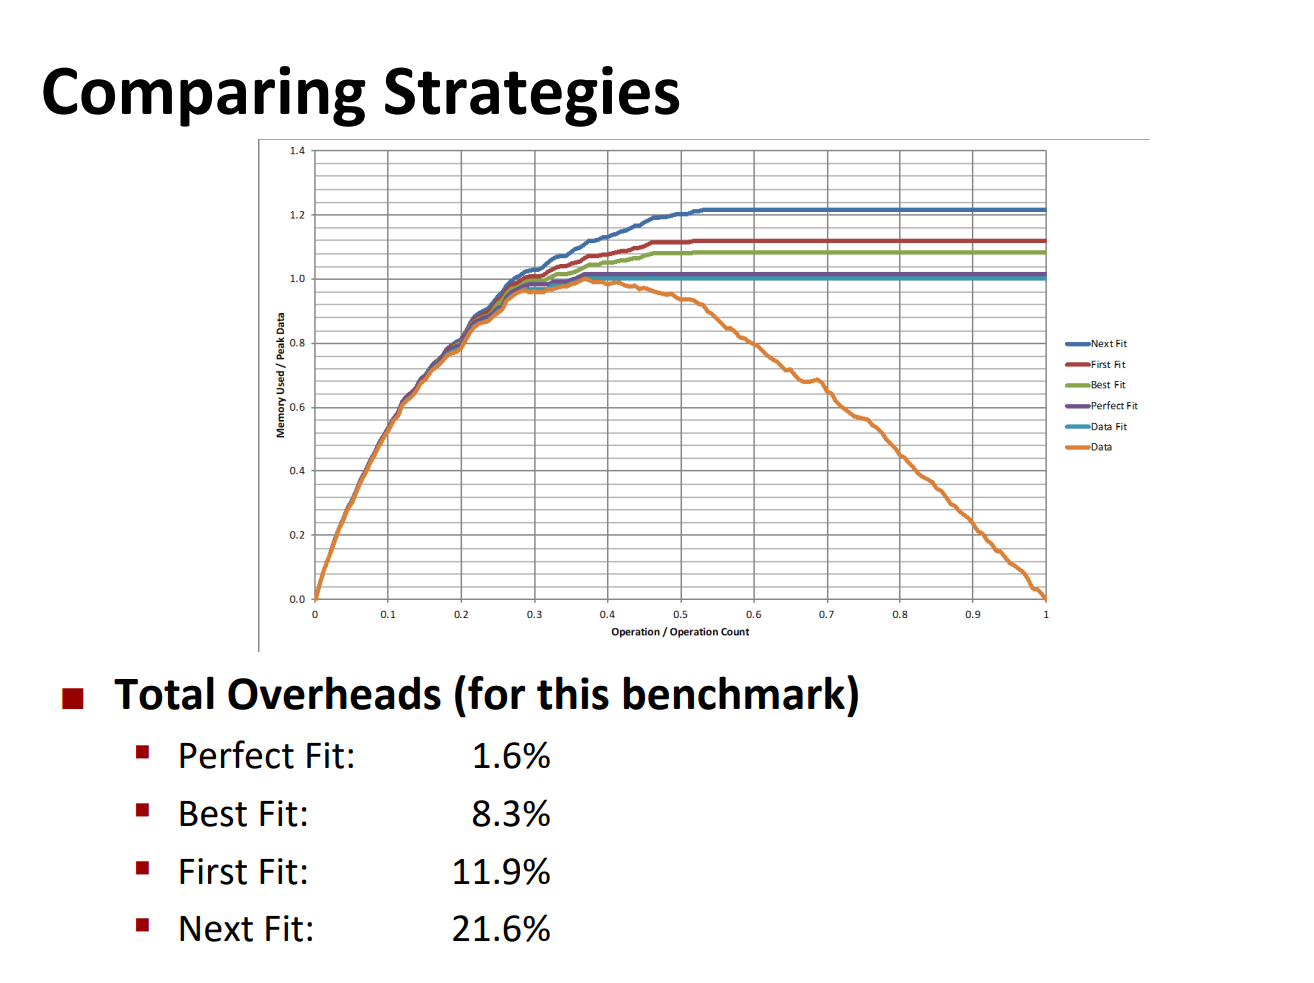 Comparing Strategies
1.4
1.2
1.0
0.8
0.6
0.4
0.2
0.0
Memory Used / Peak Data
0 0.1 0.2 0.3 0.4 0.5 0.6 0.7 0.8 0.9 1
Operation / Operation Count
Next Fit
First Fit
Best Fit
Perfect Fit
Data Fit
Data
Total Overheads (for this benchmark)
Perfect Fit: 1.6%
Best Fit: 8.3%
First Fit: 11.9%
Next Fit: 21.6%